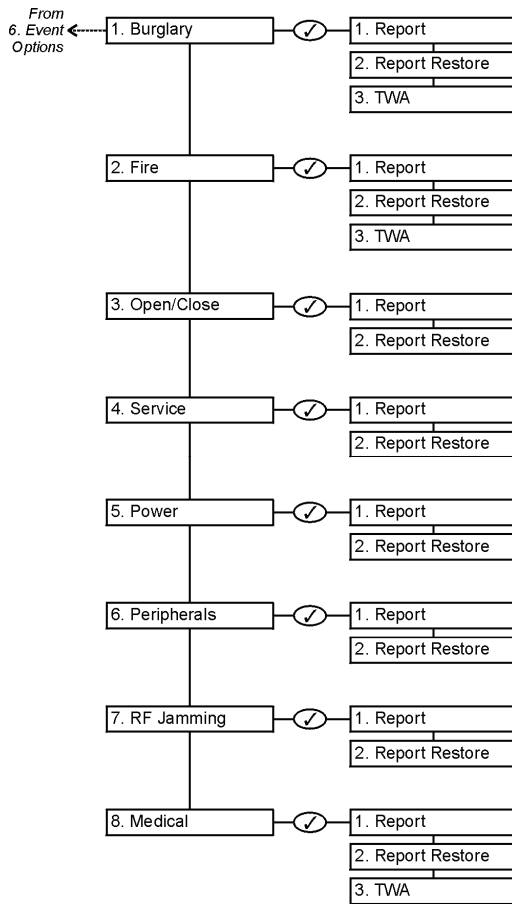 From
6. Event
Options
1. Burglary
1. Report
2. Report Restore
3. TWA
2. Fire
1. Report
2. Report Restore
3. TWA
3. Open/Close
1. Report
2. Report Restore
4. Service
1. Report
2. Report Restore
5. Power
1. Report
2. Report Restore
6. Peripherals
1. Report
2. Report Restore
7. RF Jamming
1. Report
2. Report Restore
8. Medical
1. Report
2. Report Restore
3. TWA